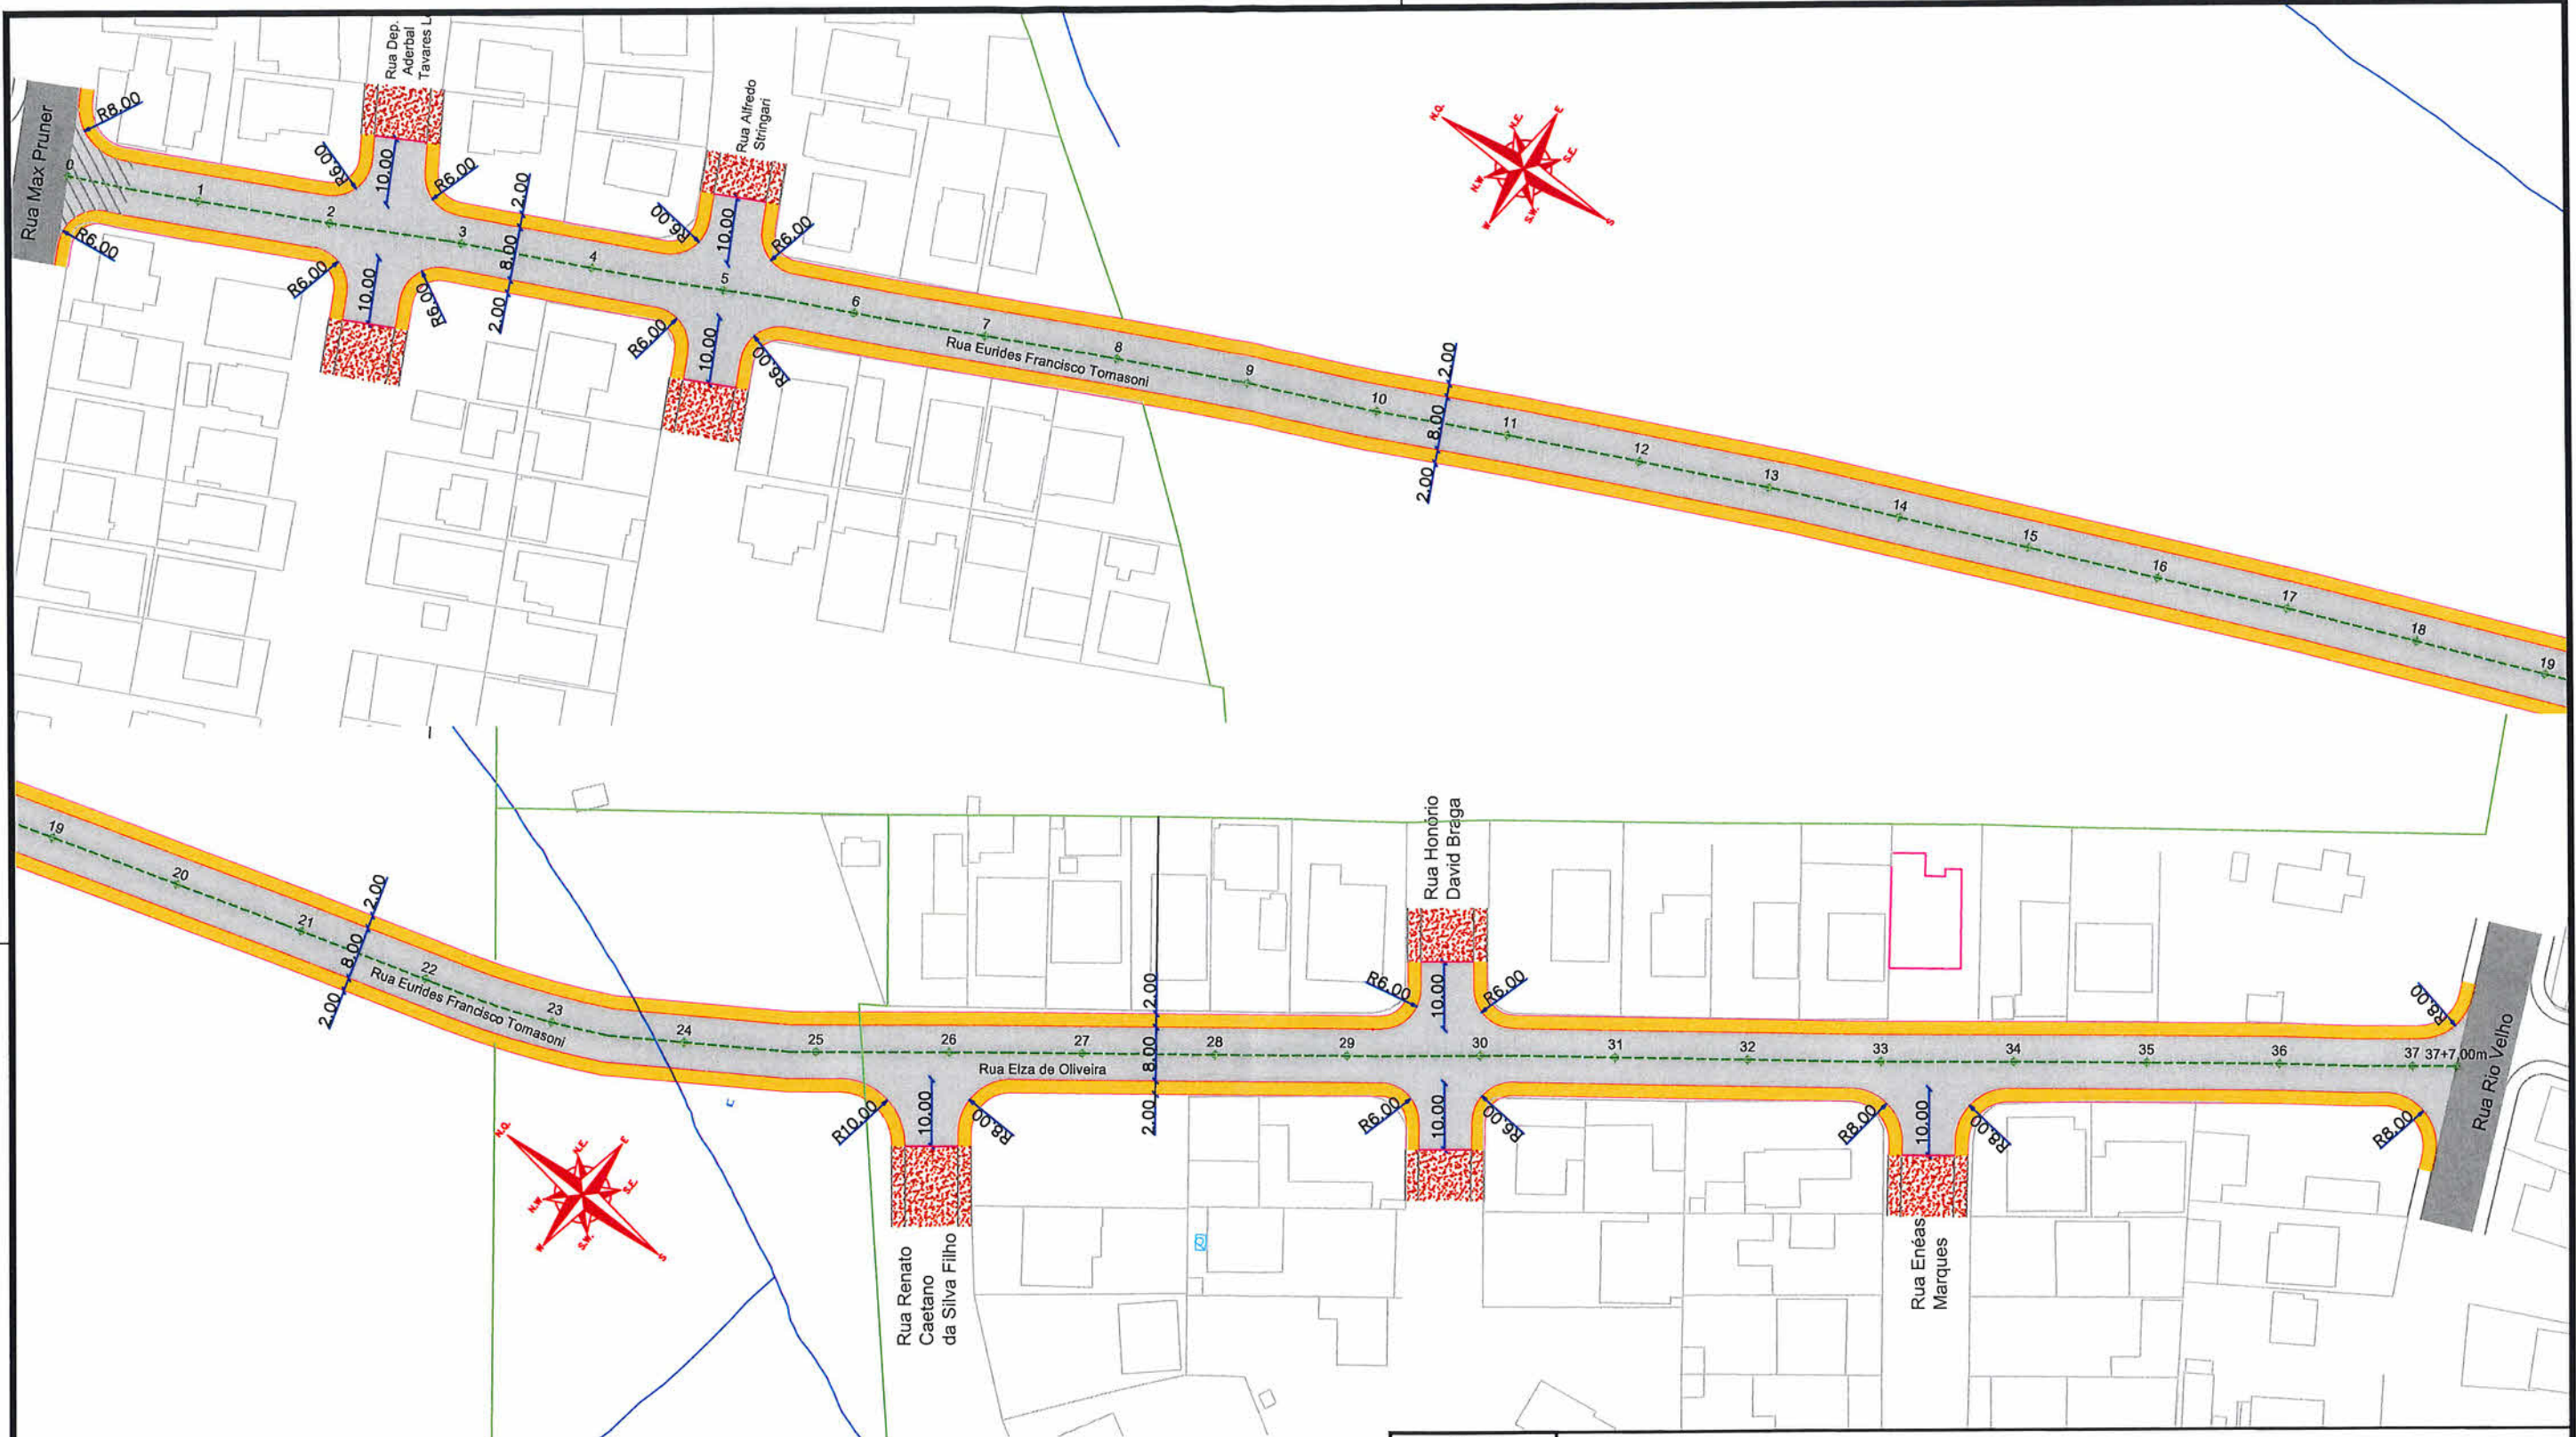 Rua Dep.
Aderbal
Tavares L
Rua Alfredo
Stringari
Rua Max Pruner
R8.00
R6.00
R6.00
10.00
R6.00
2.00
8.00
2.00
R6.00
10.00
R6.00
R6.00
10.00
R6.00
R6.00
10.00
R6.00
0
1
2
3
4
5
6
7
8
9
10
11
12
13
14
15
16
17
18
19
Rua Eurides Francisco Tomasoni
2.00
8.00
2.00
N.O.
N.E.
E
S.E.
S
S.W.
W
N.W.
19
20
21
22
23
24
25
26
27
28
29
30
31
32
33
34
35
36
37
37+7,00m
2.00
8.00
2.00
Rua Eurides Francisco Tomasoni
Rua Elza de Oliveira
2.00
8.00
2.00
R10.00
10.00
R8.00
Rua Renato
Caetano
da Silva Filho
Rua Honório
David Braga
R6.00
10.00
R6.00
R6.00
10.00
R6.00
R8.00
10.00
R8.00
Rua Enéas
Marques
R8.00
R8.00
Rua Rio Velho
N.O.
N.E.
E
S.E.
S
S.W.
W
N.W.